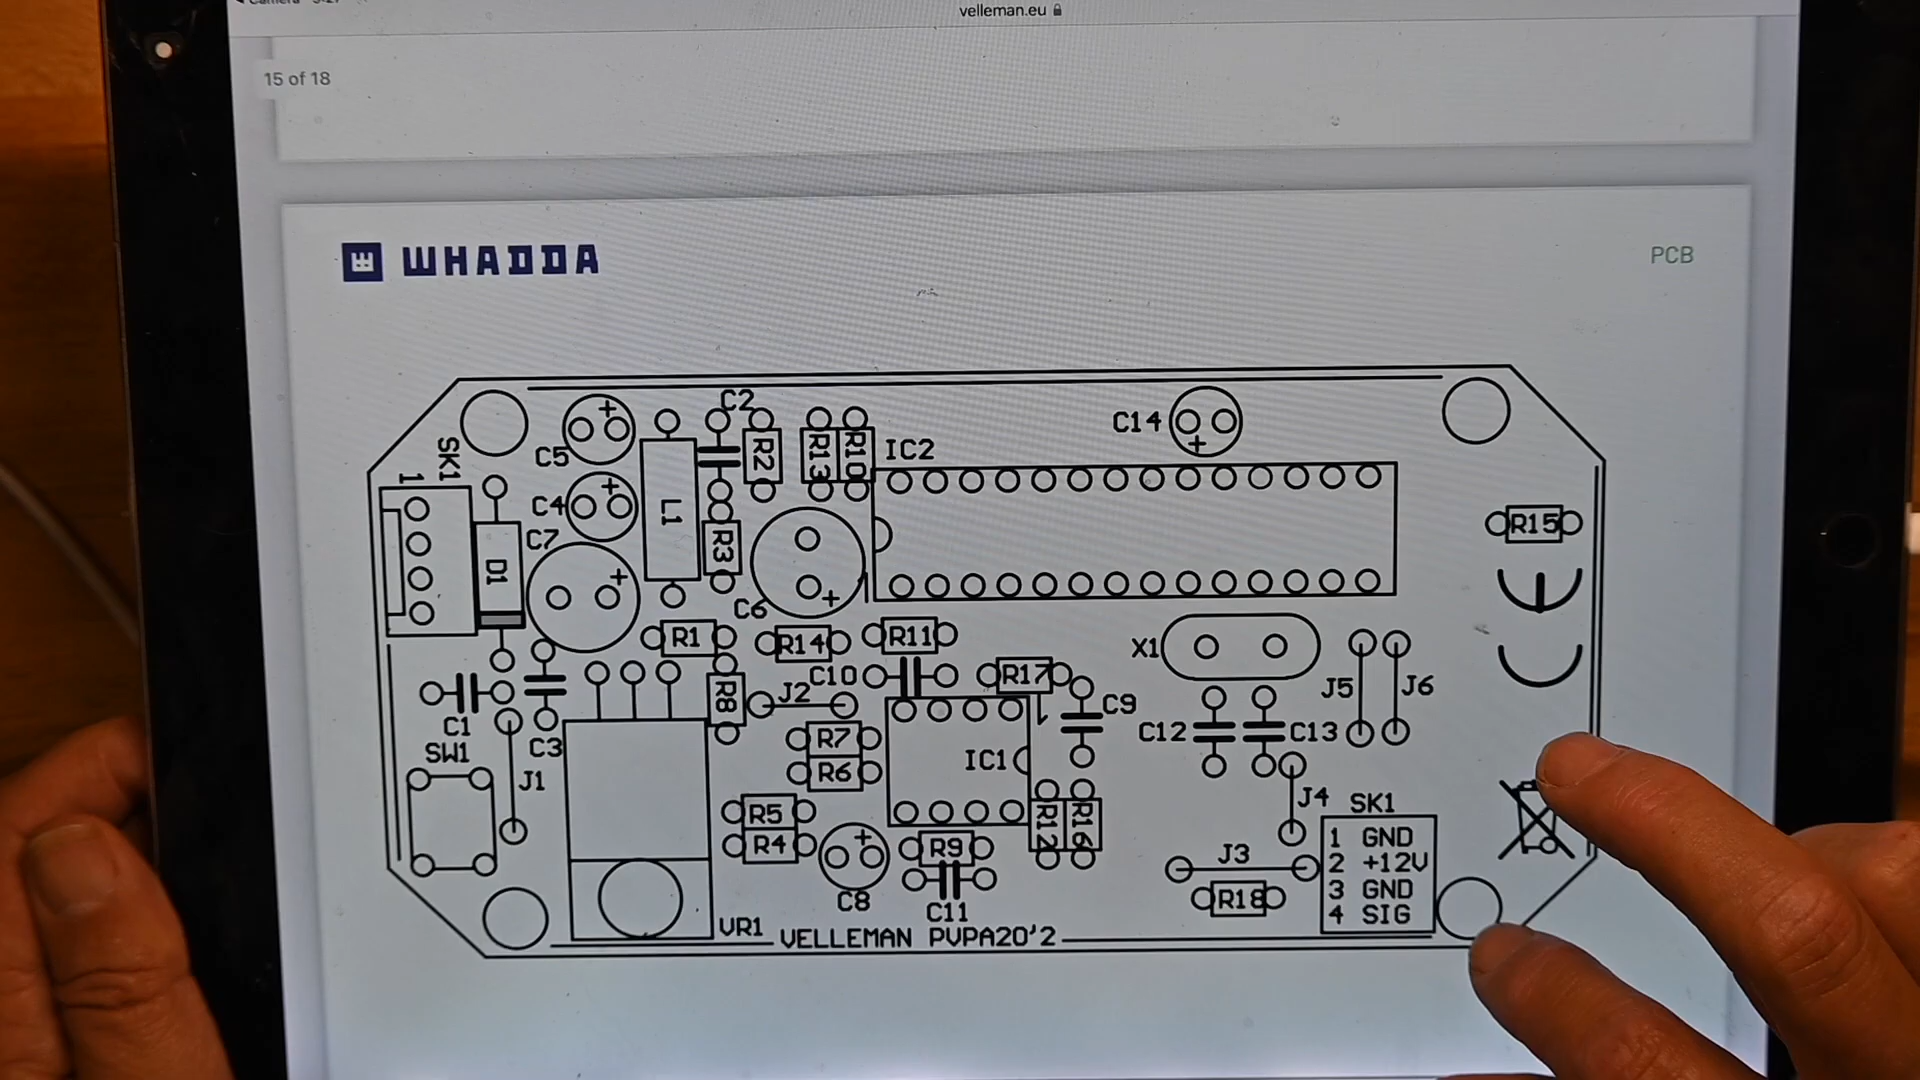 velleman.eu
15 of 18
WHADDA
PCB
C2
C5
SK1
1
C4
C7
D1
L1
R2
R13
R10
IC2
C14
R3
R15
C6
R1
R14
R11
X1
C10
R17
J5
J6
R8
J2
1
C9
C1
C3
SW1
J1
R7
R6
IC1
C12
C13
R5
R4
R12
R16
J4
SK1
1 GND
2 +12V
3 GND
4 SIG
R9
J3
R18
C8
C11
VR1
VELLEMAN PVPA20'2